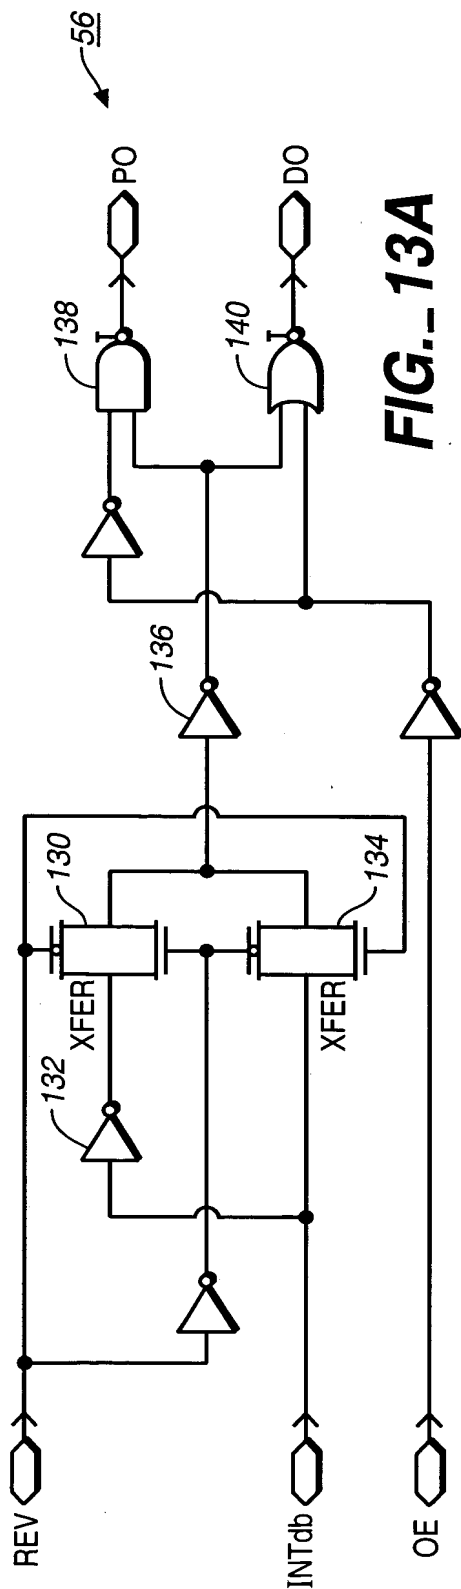 56
REV
INTdb
OE
132
XFER
130
XFER
134
136
138
140
PO
DO
FIG._13A